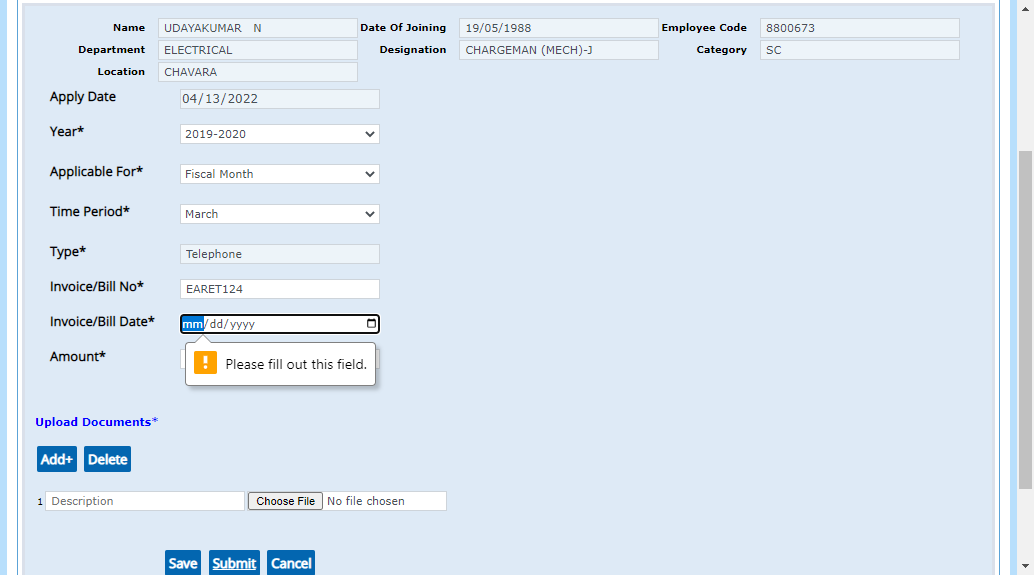 Name UDAYAKUMAR N Date Of Joining 19/05/1988 Employee Code 8800673
Department ELECTRICAL Designation CHARGEMAN (MECH)-J Category SC
Location CHAVARA
Apply Date 04/13/2022
Year* 2019-2020
Applicable For* Fiscal Month
Time Period* March
Type* Telephone
Invoice/Bill No* EARET124
Invoice/Bill Date* mm/dd/yyyy
Amount*
! Please fill out this field.
Upload Documents*
Add+ Delete
1 Description Choose File No file chosen
Save Submit Cancel